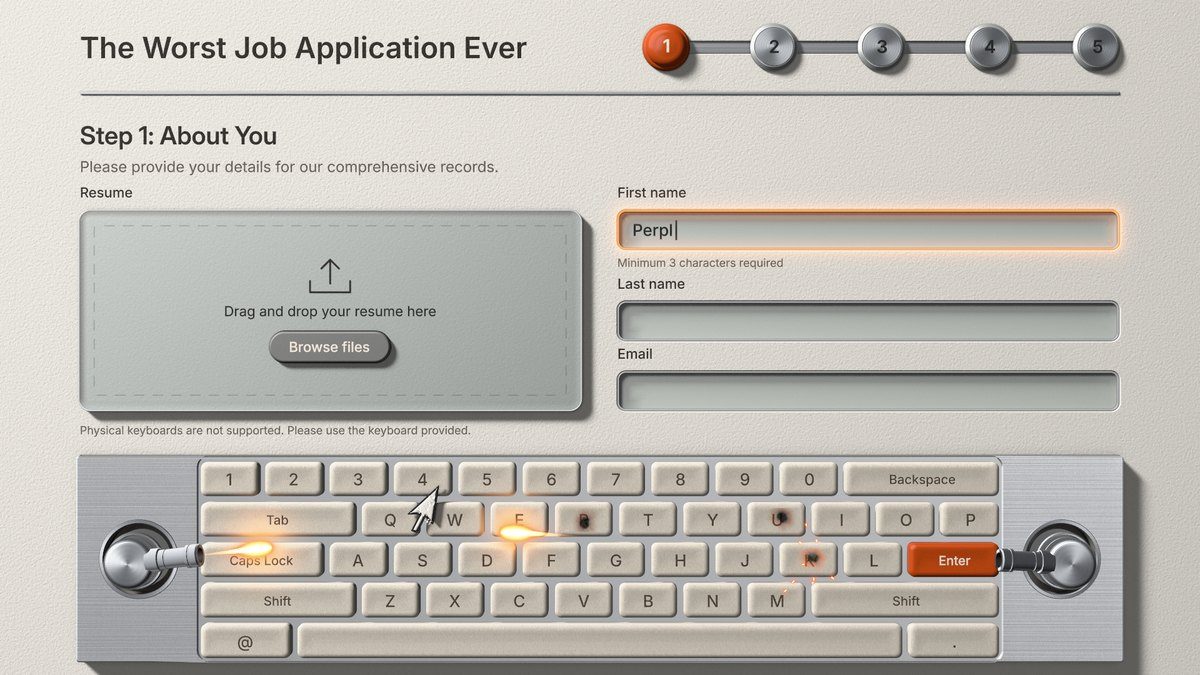 The Worst Job Application Ever
1 2 3 4 5
Step 1: About You
Please provide your details for our comprehensive records.
Resume
Drag and drop your resume here
Browse files
Physical keyboards are not supported. Please use the keyboard provided.
First name
Perpl
Minimum 3 characters required
Last name
Email
1 2 3 4 5 6 7 8 9 0 Backspace
Tab Q W T Y I O P
Caps Lock A S D F G H J L Enter
Shift Z X C V B N M Shift
@ .